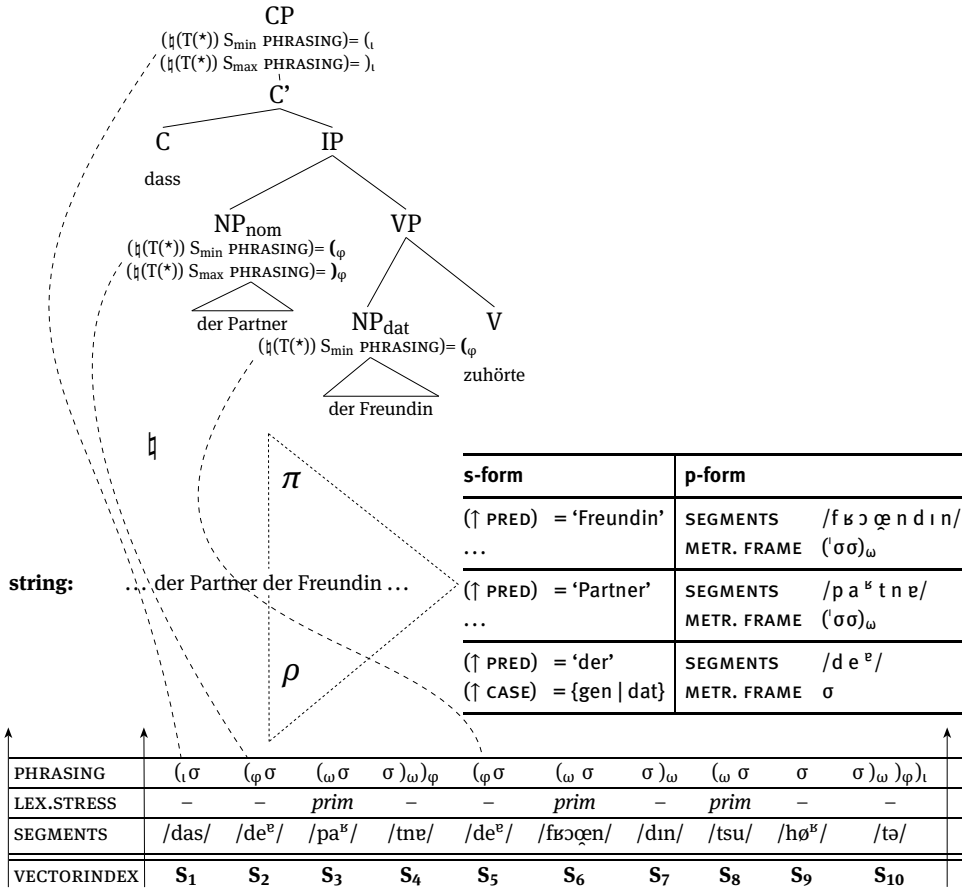 CP
(♮(T(*)) Smin PHRASING)= (ι
(♮(T(*)) Smax PHRASING)= )ι
C’
C IP
dass
NPnom VP
(♮(T(*)) Smin PHRASING)= (φ
(♮(T(*)) Smax PHRASING)= )φ
der Partner NPdat V
(♮(T(*)) Smin PHRASING)= (φ
zuhörte
der Freundin
♮
π
s-form p-form
(↑ PRED) = ‘Freundin’ SEGMENTS /f ʁ ɔ œ̯ n d ɪ n/
… METR. FRAME (ˈσσ)ω
string: … der Partner der Freundin …
(↑ PRED) = ‘Partner’ SEGMENTS /p a ʁ t n ɐ/
… METR. FRAME (ˈσσ)ω
ρ
(↑ PRED) = ‘der’ SEGMENTS /d e ɐ/
(↑ CASE) = {gen | dat} METR. FRAME σ
PHRASING (ισ (φσ (ωσ σ )ω)φ (φσ (ω σ σ )ω (ω σ σ σ )ω )φ)ι
LEX.STRESS – – prim – – prim – prim – –
SEGMENTS /das/ /deɐ/ /paʁ/ /tnɐ/ /deɐ/ /fʁɔœ̯n/ /dɪn/ /tsu/ /høʁ/ /tə/
VECTORINDEX S1 S2 S3 S4 S5 S6 S7 S8 S9 S10